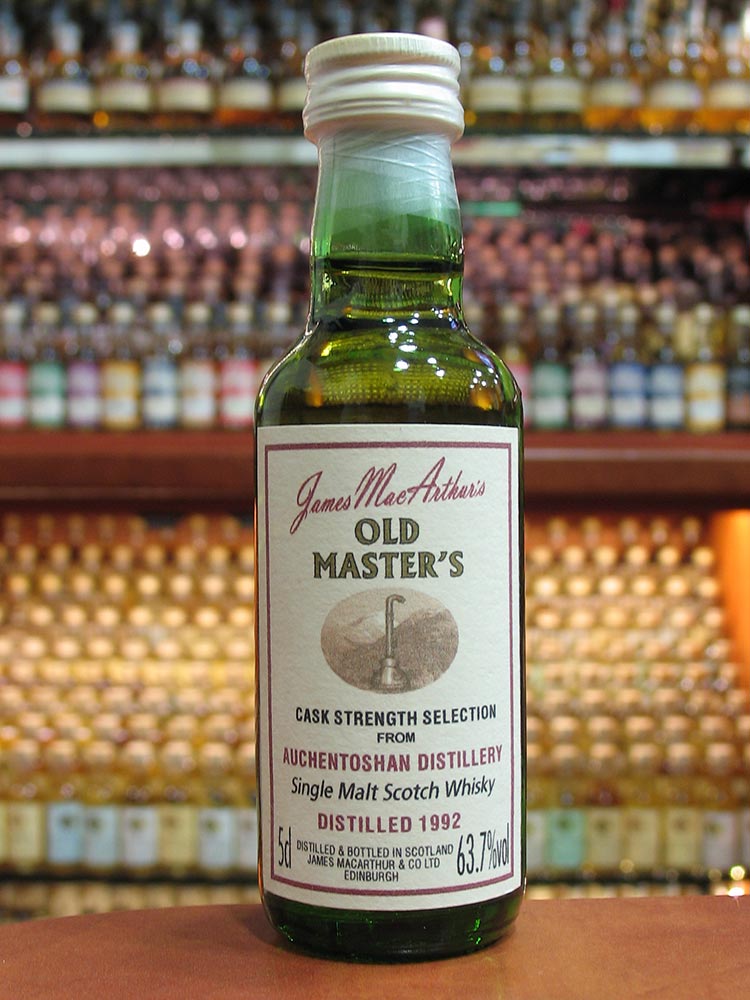 James MacArthur's
OLD
MASTER'S
CASK STRENGTH SELECTION
FROM
AUCHENTOSHAN DISTILLERY
Single Malt Scotch Whisky
DISTILLED 1992
5cl
DISTILLED & BOTTLED IN SCOTLAND
JAMES MACARTHUR & CO LTD
EDINBURGH
63.7%vol